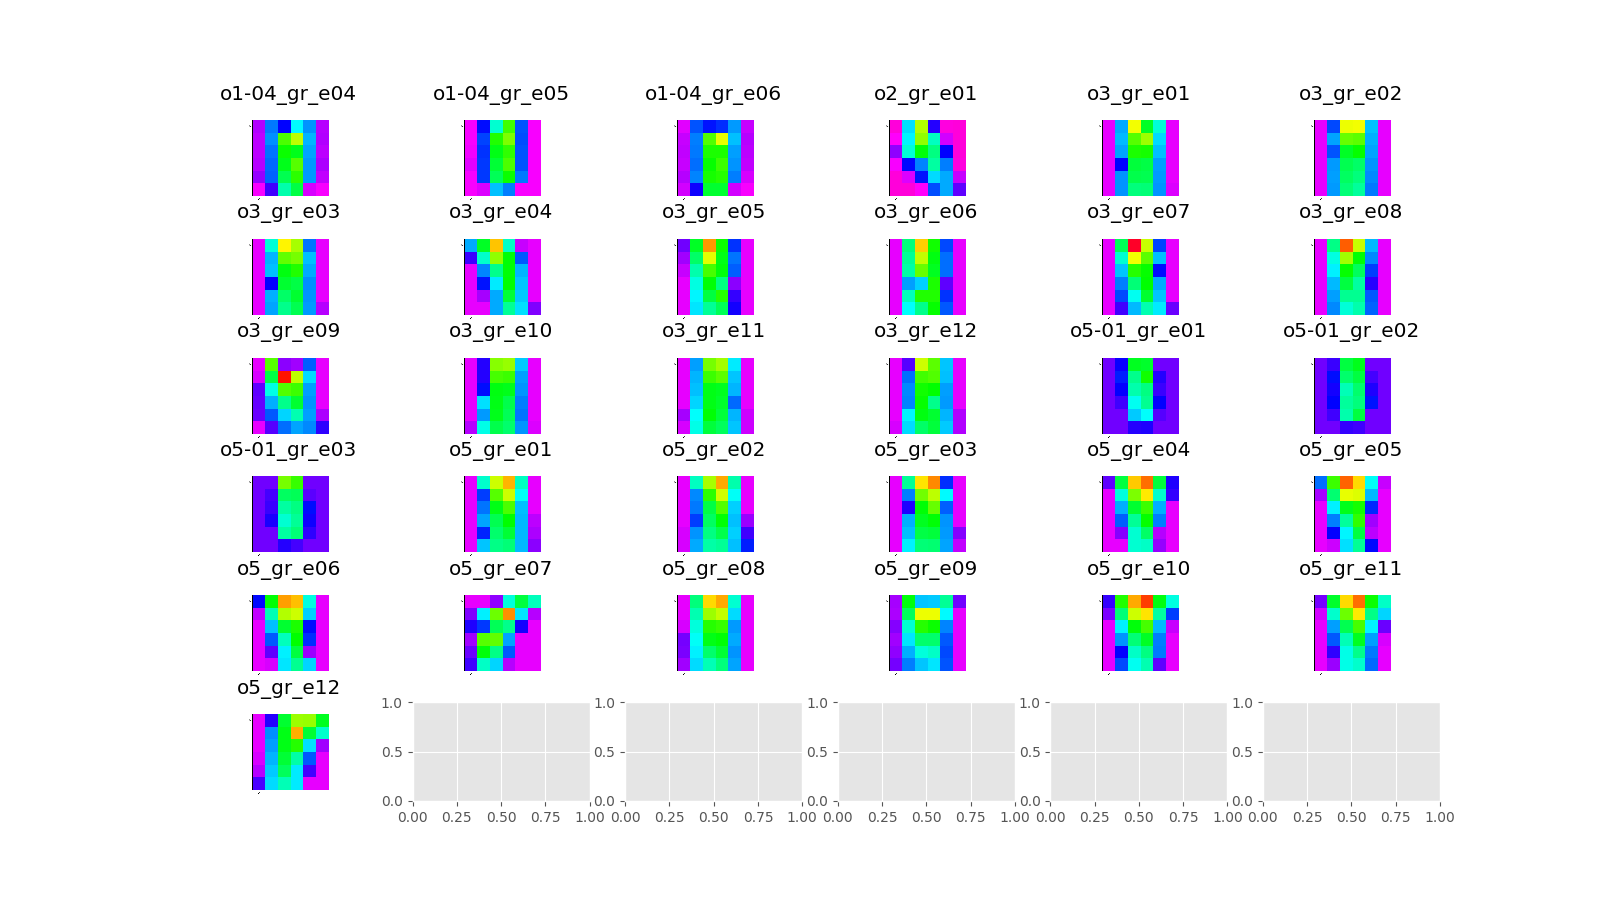 o1-04_gr_e04 o1-04_gr_e05 o1-04_gr_e06 o2_gr_e01 o3_gr_e01 o3_gr_e02
o3_gr_e03 o3_gr_e04 o3_gr_e05 o3_gr_e06 o3_gr_e07 o3_gr_e08
o3_gr_e09 o3_gr_e10 o3_gr_e11 o3_gr_e12 o5-01_gr_e01 o5-01_gr_e02
o5-01_gr_e03 o5_gr_e01 o5_gr_e02 o5_gr_e03 o5_gr_e04 o5_gr_e05
o5_gr_e06 o5_gr_e07 o5_gr_e08 o5_gr_e09 o5_gr_e10 o5_gr_e11
o5_gr_e12
1.0 1.0 1.0 1.0 1.0
0.5 0.5 0.5 0.5 0.5
0.0 0.0 0.0 0.0 0.0
0.00 0.25 0.50 0.75 1.00 0.00 0.25 0.50 0.75 1.00 0.00 0.25 0.50 0.75 1.00 0.00 0.25 0.50 0.75 1.00 0.00 0.25 0.50 0.75 1.00